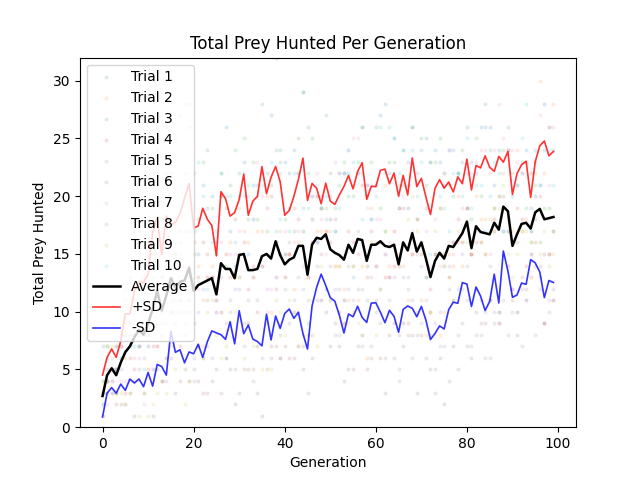 Total Prey Hunted Per Generation
Total Prey Hunted
30
25
20
15
10
5
0
Trial 1
Trial 2
Trial 3
Trial 4
Trial 5
Trial 6
Trial 7
Trial 8
Trial 9
Trial 10
Average
+SD
-SD
0 20 40 60 80 100
Generation